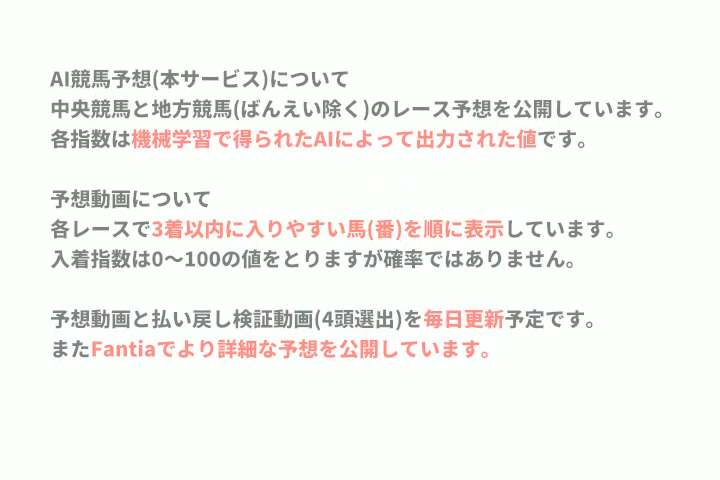 AI競馬予想(本サービス)について
中央競馬と地方競馬(ばんえい除く)のレース予想を公開しています。
各指数は機械学習で得られたAIによって出力された値です。
予想動画について
各レースで3着以内に入りやすい馬(番)を順に表示しています。
入着指数は0～100の値をとりますが確率ではありません。
予想動画と払い戻し検証動画(4頭選出)を毎日更新予定です。
またFantiaでより詳細な予想を公開しています。